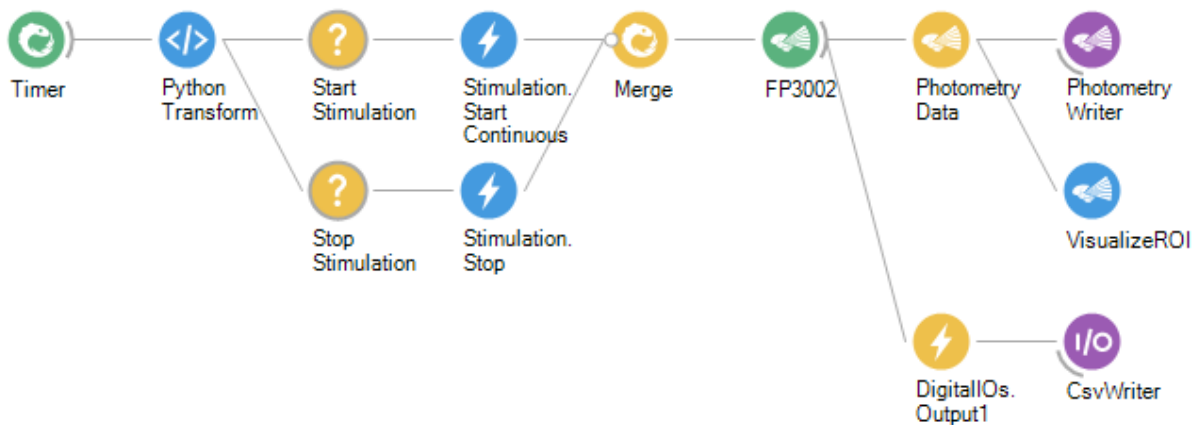 Timer
Python
Transform
Start
Stimulation
Stimulation.
Start
Continuous
Merge
FP3002
Photometry
Data
Photometry
Writer
Stop
Stimulation
Stimulation.
Stop
VisualizeROI
DigitalIOs.
Output1
I/O
CsvWriter